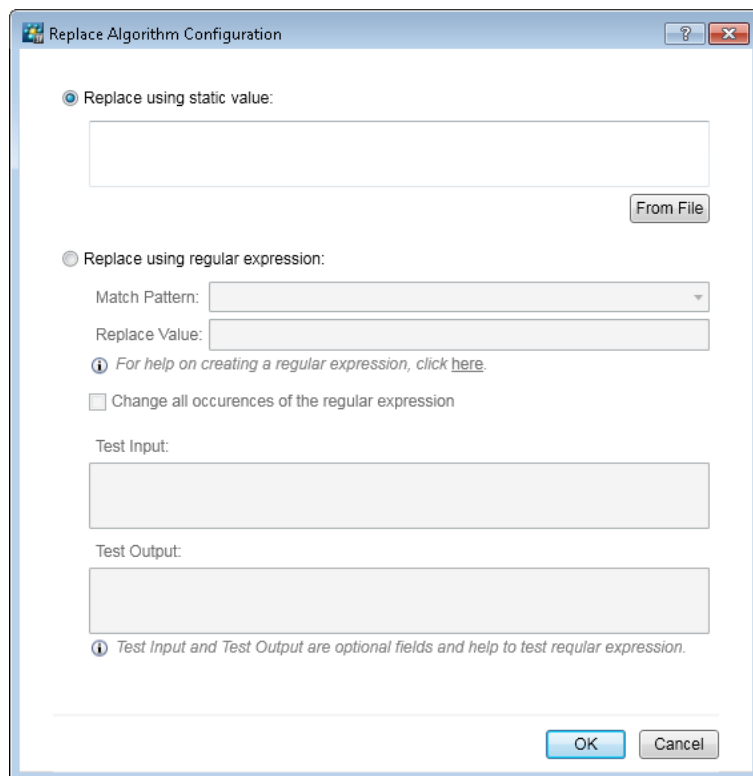 Replace Algorithm Configuration
?
Replace using static value:
From File
Replace using regular expression:
Match Pattern:
Replace Value:
For help on creating a regular expression, click here.
Change all occurences of the regular expression
Test Input:
Test Output:
Test Input and Test Output are optional fields and help to test reqular expression.
OK Cancel